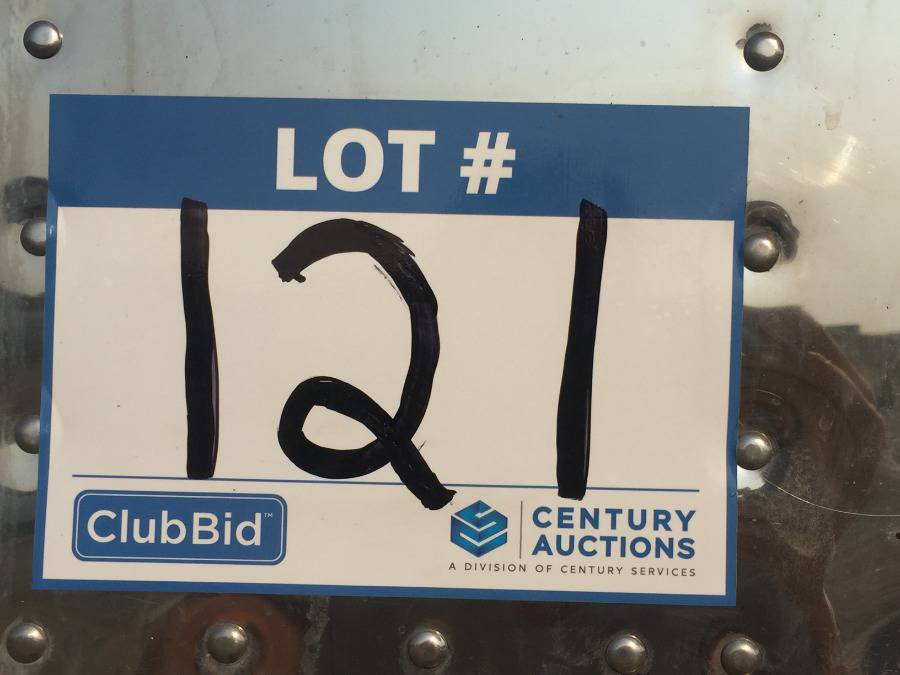 LOT #
121
ClubBid™
CENTURY
AUCTIONS
A DIVISION OF CENTURY SERVICES